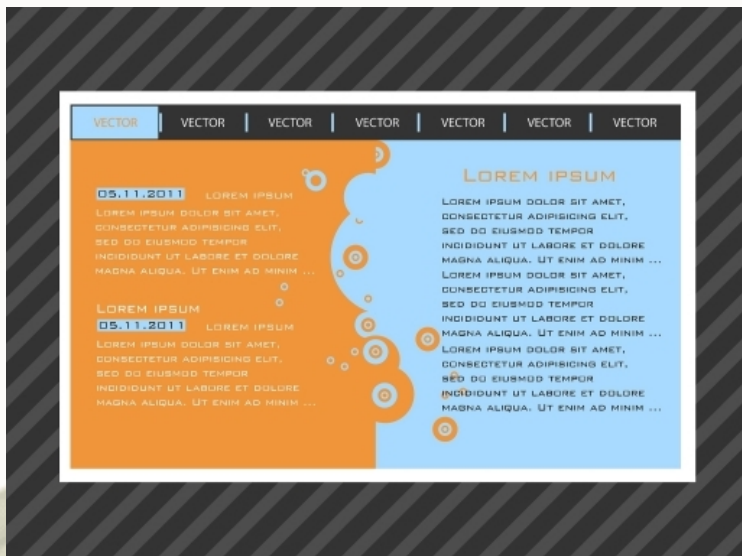 VECTOR VECTOR VECTOR VECTOR VECTOR VECTOR VECTOR
05.11.2011 LOREM IPSUM
LOREM IPSUM DOLOR SIT AMET,
CONSECTETUR ADIPISICING ELIT,
SED DO EIUSMOD TEMPOR
INCIDIDUNT UT LABORE ET DOLORE
MAGNA ALIQUA. UT ENIM AD MINIM ...
LOREM IPSUM
05.11.2011 LOREM IPSUM
LOREM IPSUM DOLOR SIT AMET,
CONSECTETUR ADIPISICING ELIT,
SED DO EIUSMOD TEMPOR
INCIDIDUNT UT LABORE ET DOLORE
MAGNA ALIQUA. UT ENIM AD MINIM ...
LOREM IPSUM
LOREM IPSUM DOLOR SIT AMET,
CONSECTETUR ADIPISICING ELIT,
SED DO EIUSMOD TEMPOR
INCIDIDUNT UT LABORE ET DOLORE
MAGNA ALIQUA. UT ENIM AD MINIM ...
LOREM IPSUM DOLOR SIT AMET,
CONSECTETUR ADIPISICING ELIT,
SED DO EIUSMOD TEMPOR
INCIDIDUNT UT LABORE ET DOLORE
MAGNA ALIQUA. UT ENIM AD MINIM ...
LOREM IPSUM DOLOR SIT AMET,
CONSECTETUR ADIPISICING ELIT,
SED DO EIUSMOD TEMPOR
INCIDIDUNT UT LABORE ET DOLORE
MAGNA ALIQUA. UT ENIM AD MINIM ...